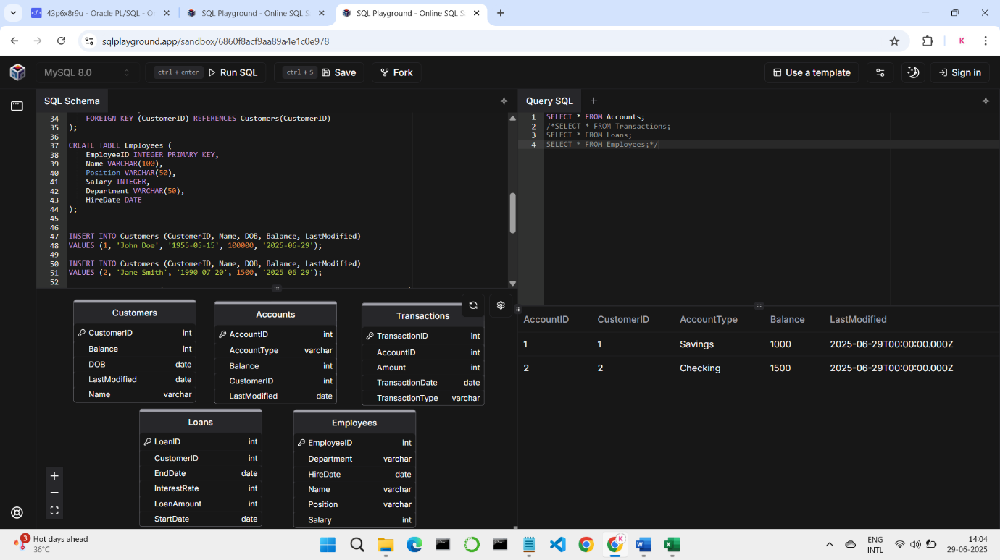 43p6x8r9u - Oracle PL/SQL - Or
SQL Playground - Online SQL S
SQL Playground - Online SQL S
sqlplayground.app/sandbox/6860f8acf9aa89a4e1c0e978
K
MySQL 8.0
ctrl + enter Run SQL
ctrl + S Save
Fork
Use a template
Sign in
SQL Schema
34 FOREIGN KEY (CustomerID) REFERENCES Customers(CustomerID)
35 );
36
37 CREATE TABLE Employees (
38 EmployeeID INTEGER PRIMARY KEY,
39 Name VARCHAR(100),
40 Position VARCHAR(50),
41 Salary INTEGER,
42 Department VARCHAR(50),
43 HireDate DATE
44 );
45
46
47 INSERT INTO Customers (CustomerID, Name, DOB, Balance, LastModified)
48 VALUES (1, 'John Doe', '1955-05-15', 100000, '2025-06-29');
49
50 INSERT INTO Customers (CustomerID, Name, DOB, Balance, LastModified)
51 VALUES (2, 'Jane Smith', '1990-07-20', 1500, '2025-06-29');
52
Query SQL
1 SELECT * FROM Accounts;
2 /*SELECT * FROM Transactions;
3 SELECT * FROM Loans;
4 SELECT * FROM Employees;*/
Customers
CustomerID int
Balance int
DOB date
LastModified date
Name varchar
Accounts
AccountID int
AccountType varchar
Balance int
CustomerID int
LastModified date
Transactions
TransactionID int
AccountID int
Amount int
TransactionDate date
TransactionType varchar
Loans
LoanID int
CustomerID int
EndDate date
InterestRate int
LoanAmount int
StartDate date
Employees
EmployeeID int
Department varchar
HireDate date
Name varchar
Position varchar
Salary int
AccountID CustomerID AccountType Balance LastModified
1 1 Savings 1000 2025-06-29T00:00:00.000Z
2 2 Checking 1500 2025-06-29T00:00:00.000Z
3
Hot days ahead
36°C
K
ENG
INTL
14:04
29-06-2025